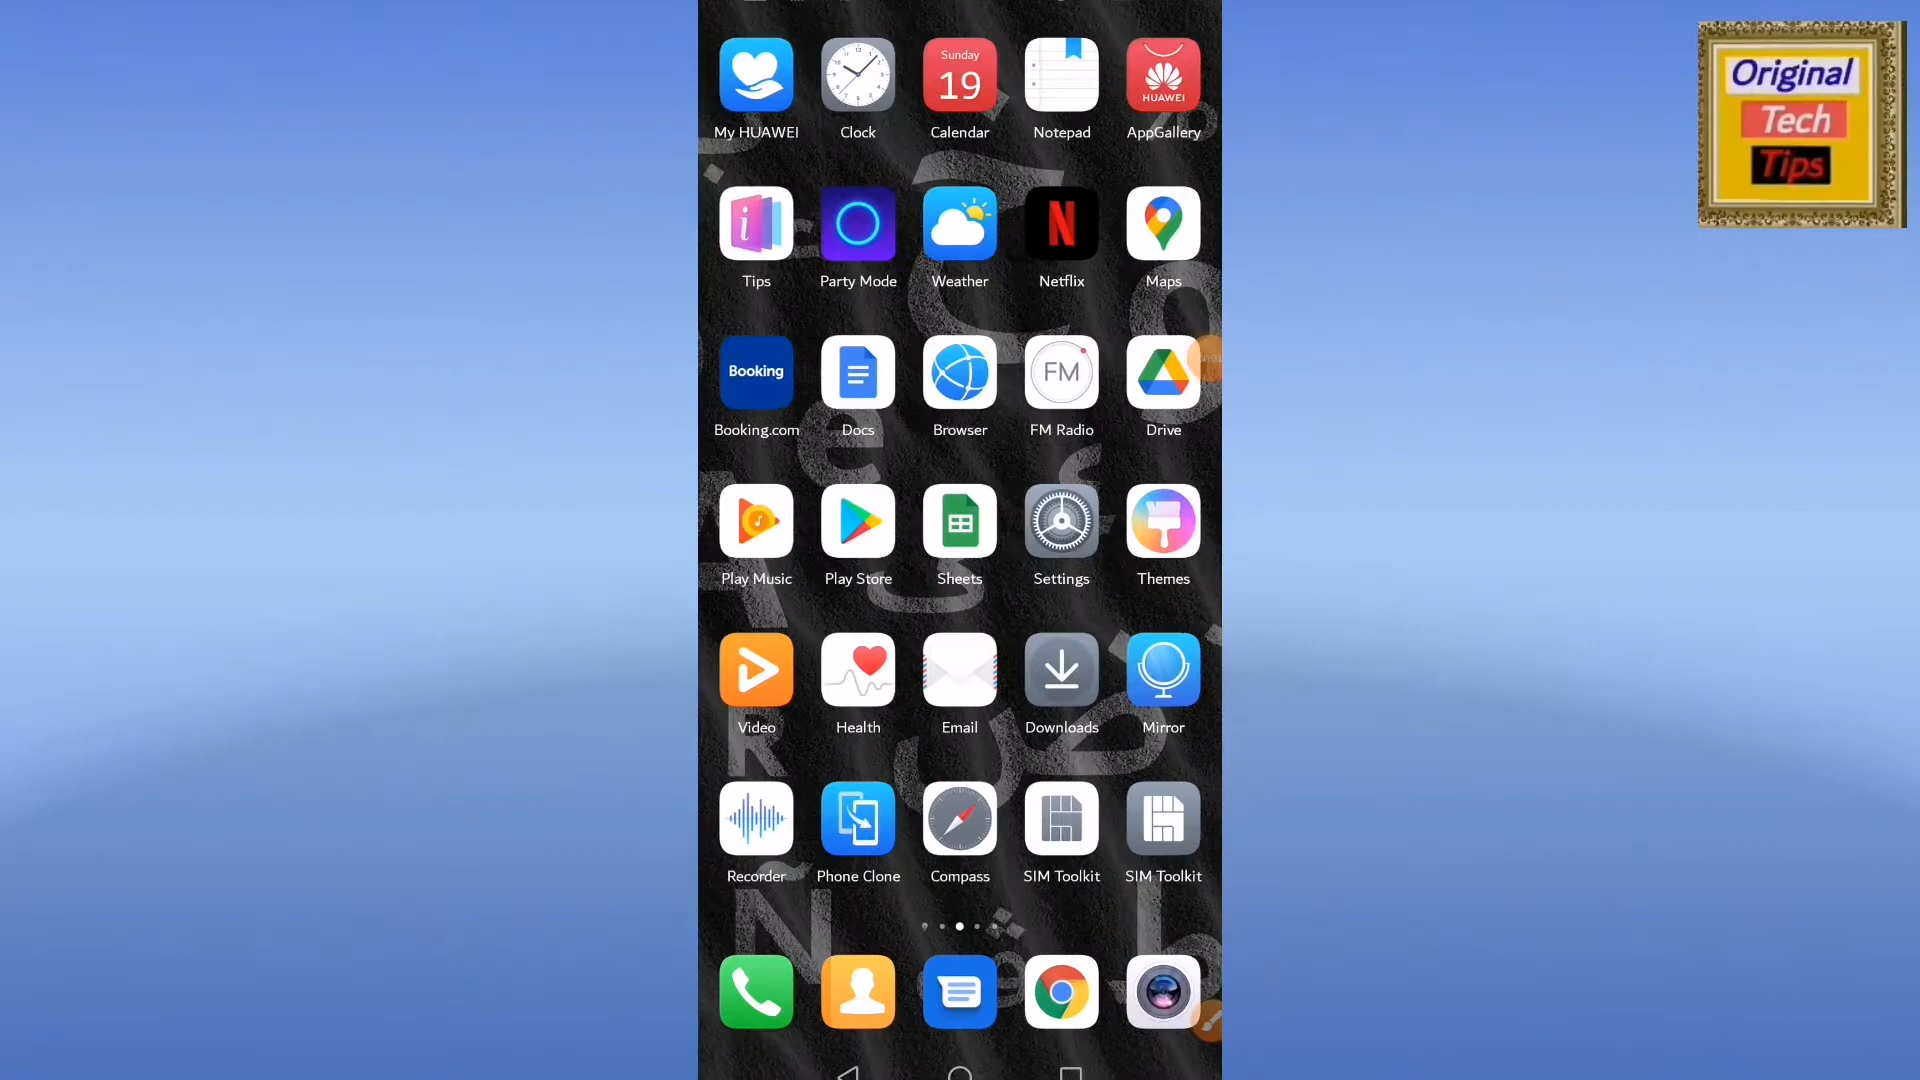 Original
Tech
Tips
Sunday
19
HUAWEI
My HUAWEI Clock Calendar Notepad AppGallery
Tips Party Mode Weather Netflix Maps
Booking
FM
Booking.com Docs Browser FM Radio Drive
Play Music Play Store Sheets Settings Themes
Video Health Email Downloads Mirror
Recorder Phone Clone Compass SIM Toolkit SIM Toolkit